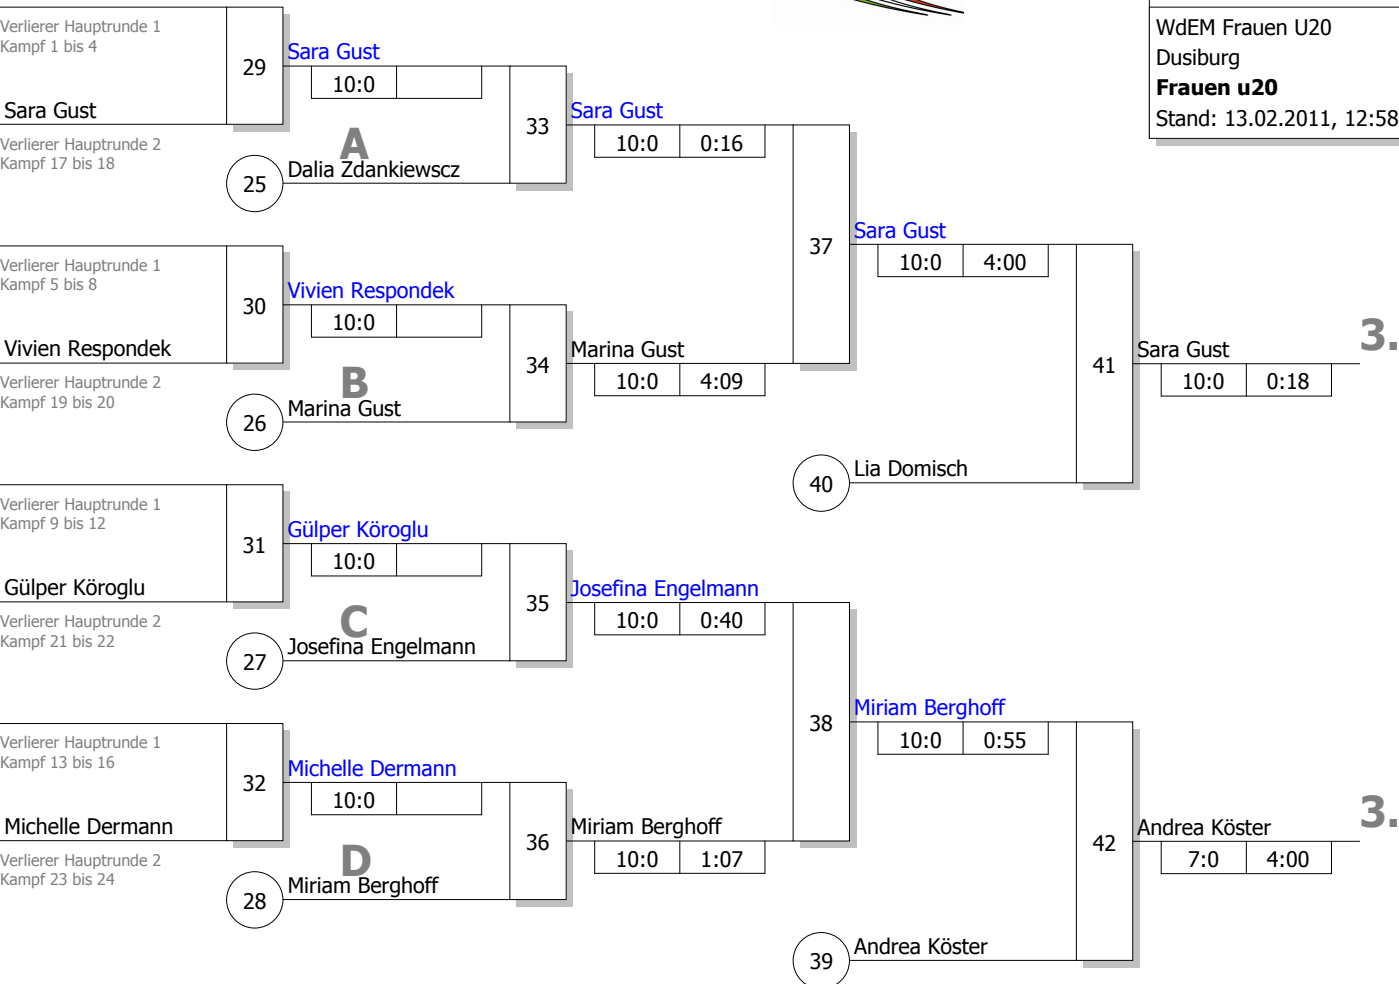 WdEM Frauen U20
Dusiburg
Frauen u20
Stand: 13.02.2011, 12:58
Verlierer Hauptrunde 1
Kampf 1 bis 4
29
Sara Gust
10:0
Sara Gust
Verlierer Hauptrunde 2
Kampf 17 bis 18
A
25
Dalia Zdankiewscz
33
Sara Gust
10:0 0:16
Verlierer Hauptrunde 1
Kampf 5 bis 8
30
Vivien Respondek
10:0
Vivien Respondek
Verlierer Hauptrunde 2
Kampf 19 bis 20
B
26
Marina Gust
34
Marina Gust
10:0 4:09
37
Sara Gust
10:0 4:00
40
Lia Domisch
41
Sara Gust
10:0 0:18
3.
Verlierer Hauptrunde 1
Kampf 9 bis 12
31
Gülper Köroglu
10:0
Gülper Köroglu
Verlierer Hauptrunde 2
Kampf 21 bis 22
C
27
Josefina Engelmann
35
Josefina Engelmann
10:0 0:40
Verlierer Hauptrunde 1
Kampf 13 bis 16
32
Michelle Dermann
10:0
Michelle Dermann
Verlierer Hauptrunde 2
Kampf 23 bis 24
D
28
Miriam Berghoff
36
Miriam Berghoff
10:0 1:07
38
Miriam Berghoff
10:0 0:55
39
Andrea Köster
42
Andrea Köster
7:0 4:00
3.